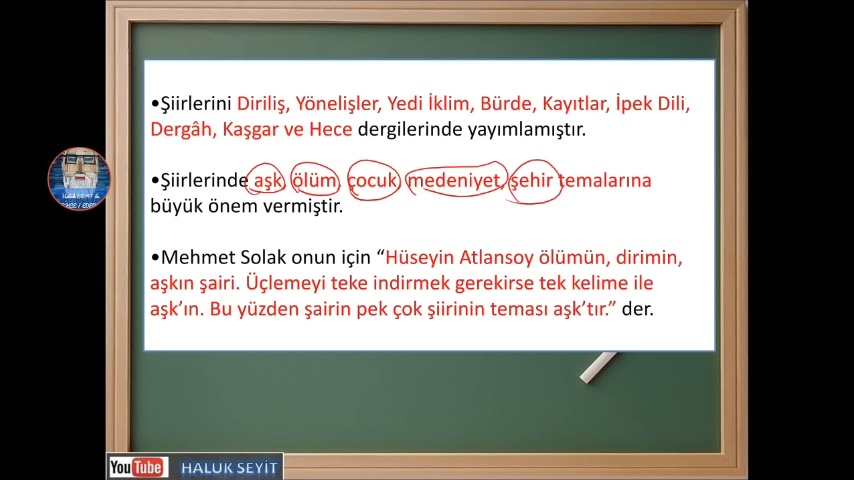 •Şiirlerini Diriliş, Yönelişler, Yedi İklim, Bürde, Kayıtlar, İpek Dili,
Dergâh, Kaşgar ve Hece dergilerinde yayımlamıştır.
•Şiirlerinde aşk, ölüm, çocuk, medeniyet, şehir temalarına
büyük önem vermiştir.
•Mehmet Solak onun için “Hüseyin Atlansoy ölümün, dirimin,
aşkın şairi. Üçlemeyi teke indirmek gerekirse tek kelime ile
aşk’ın. Bu yüzden şairin pek çok şiirinin teması aşk’tır.” der.
YouTube HALUK SEYİT